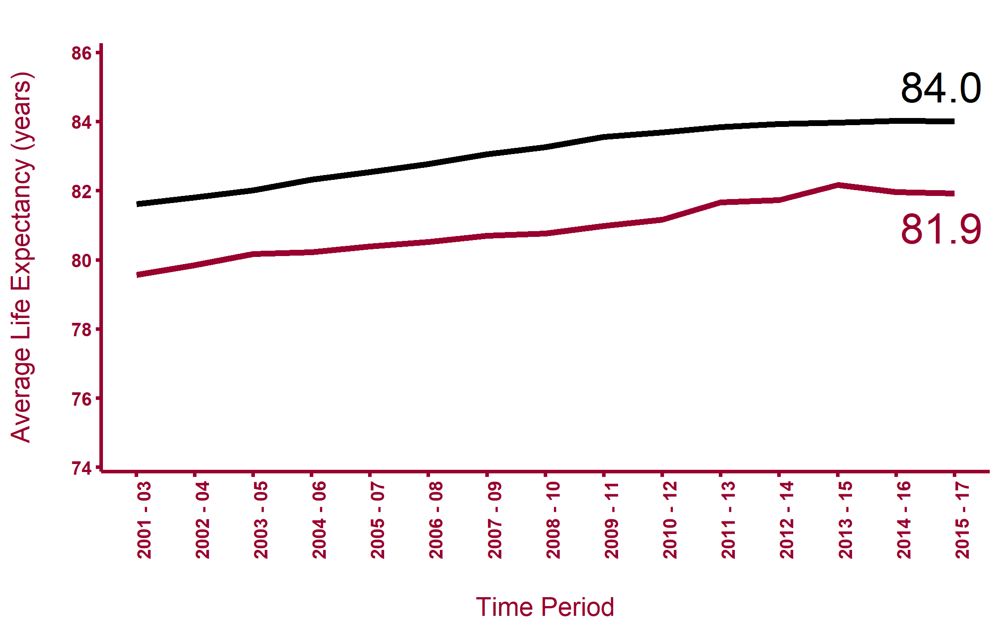 Average Life Expectancy (years)
86
84
82
80
78
76
74
84.0
81.9
2001 - 03
2002 - 04
2003 - 05
2004 - 06
2005 - 07
2006 - 08
2007 - 09
2008 - 10
2009 - 11
2010 - 12
2011 - 13
2012 - 14
2013 - 15
2014 - 16
2015 - 17
Time Period